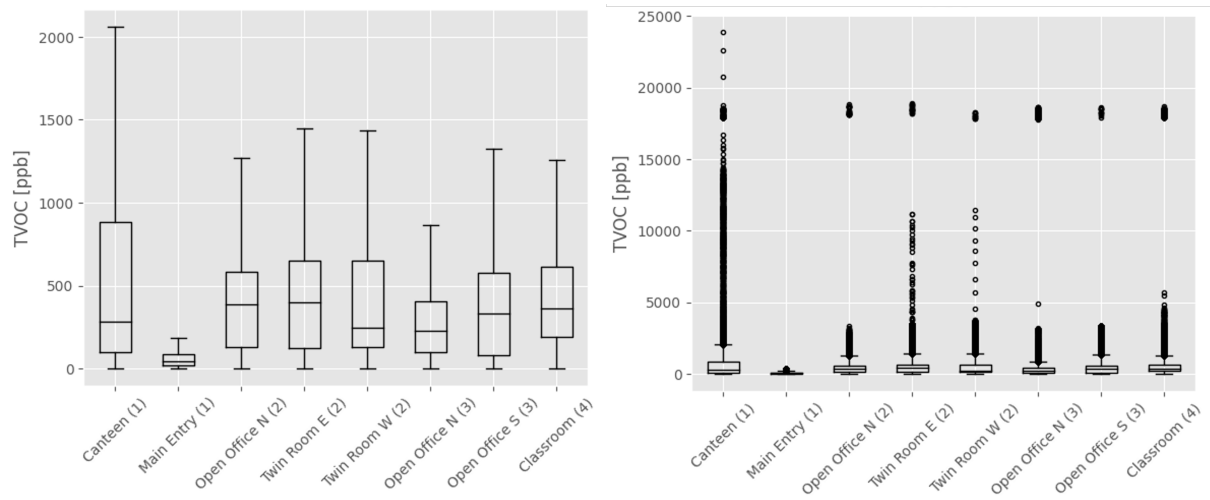 TVOC [ppb]
2000
1500
1000
500
0
Canteen (1)
Main Entry (1)
Open Office N (2)
Twin Room E (2)
Twin Room W (2)
Open Office N (3)
Open Office S (3)
Classroom (4)
TVOC [ppb]
25000
20000
15000
10000
5000
0
Canteen (1)
Main Entry (1)
Open Office N (2)
Twin Room E (2)
Twin Room W (2)
Open Office N (3)
Open Office S (3)
Classroom (4)